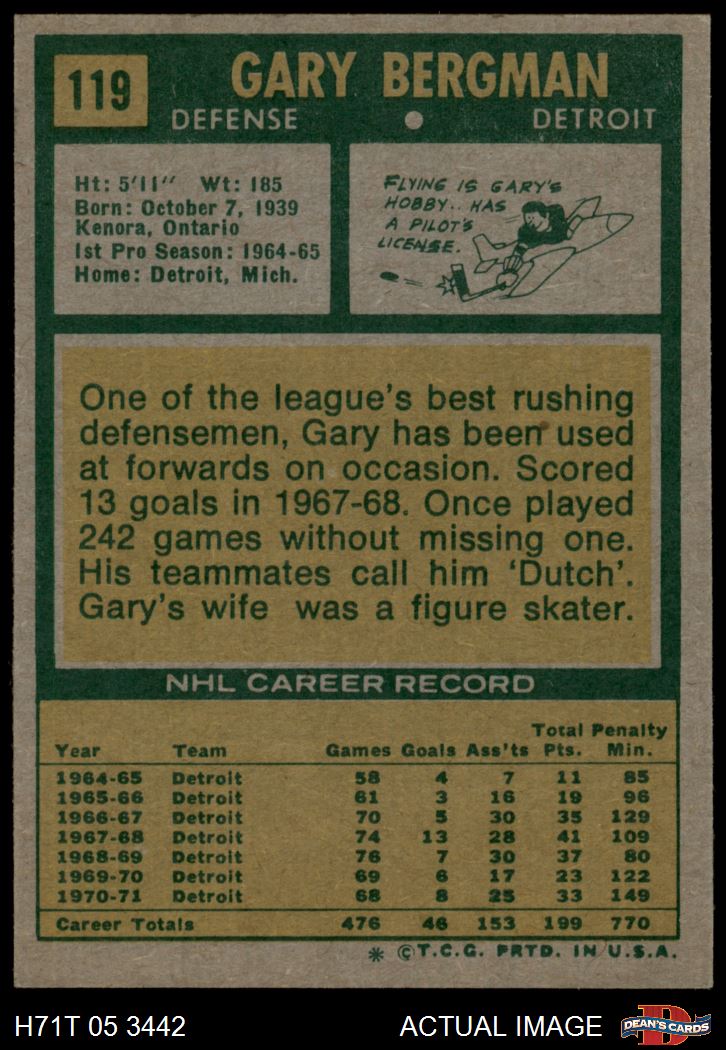 119
GARY BERGMAN
DEFENSE ● DETROIT
Ht: 5'11" Wt: 185
Born: October 7, 1939
Kenora, Ontario
1st Pro Season: 1964-65
Home: Detroit, Mich.
FLYING IS GARY'S
HOBBY.. HAS
A PILOT'S
LICENSE.
One of the league's best rushing
defensemen, Gary has been used
at forwards on occasion. Scored
13 goals in 1967-68. Once played
242 games without missing one.
His teammates call him 'Dutch'.
Gary's wife was a figure skater.
NHL CAREER RECORD
Year Team Games Goals Ass'ts Total Pts. Penalty Min.
1964-65 Detroit 58 4 7 11 85
1965-66 Detroit 61 3 16 19 96
1966-67 Detroit 70 5 30 35 129
1967-68 Detroit 74 13 28 41 109
1968-69 Detroit 76 7 30 37 80
1969-70 Detroit 69 6 17 23 122
1970-71 Detroit 68 8 25 33 149
Career Totals 476 46 153 199 770
* ©T.C.G. PRTD. IN U.S.A.
H71T 05 3442 ACTUAL IMAGE
D
DEAN'S CARDS